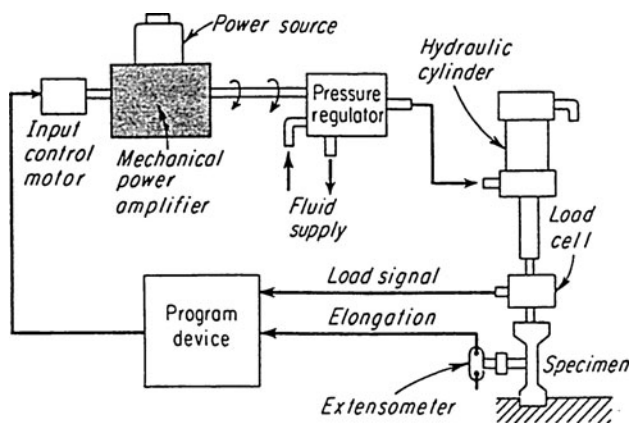 Power source
Hydraulic
cylinder
Pressure
regulator
Input
control
motor
Mechanical
power
amplifier
Fluid
supply
Load
cell
Load signal
Program
device
Elongation
Specimen
Extensometer